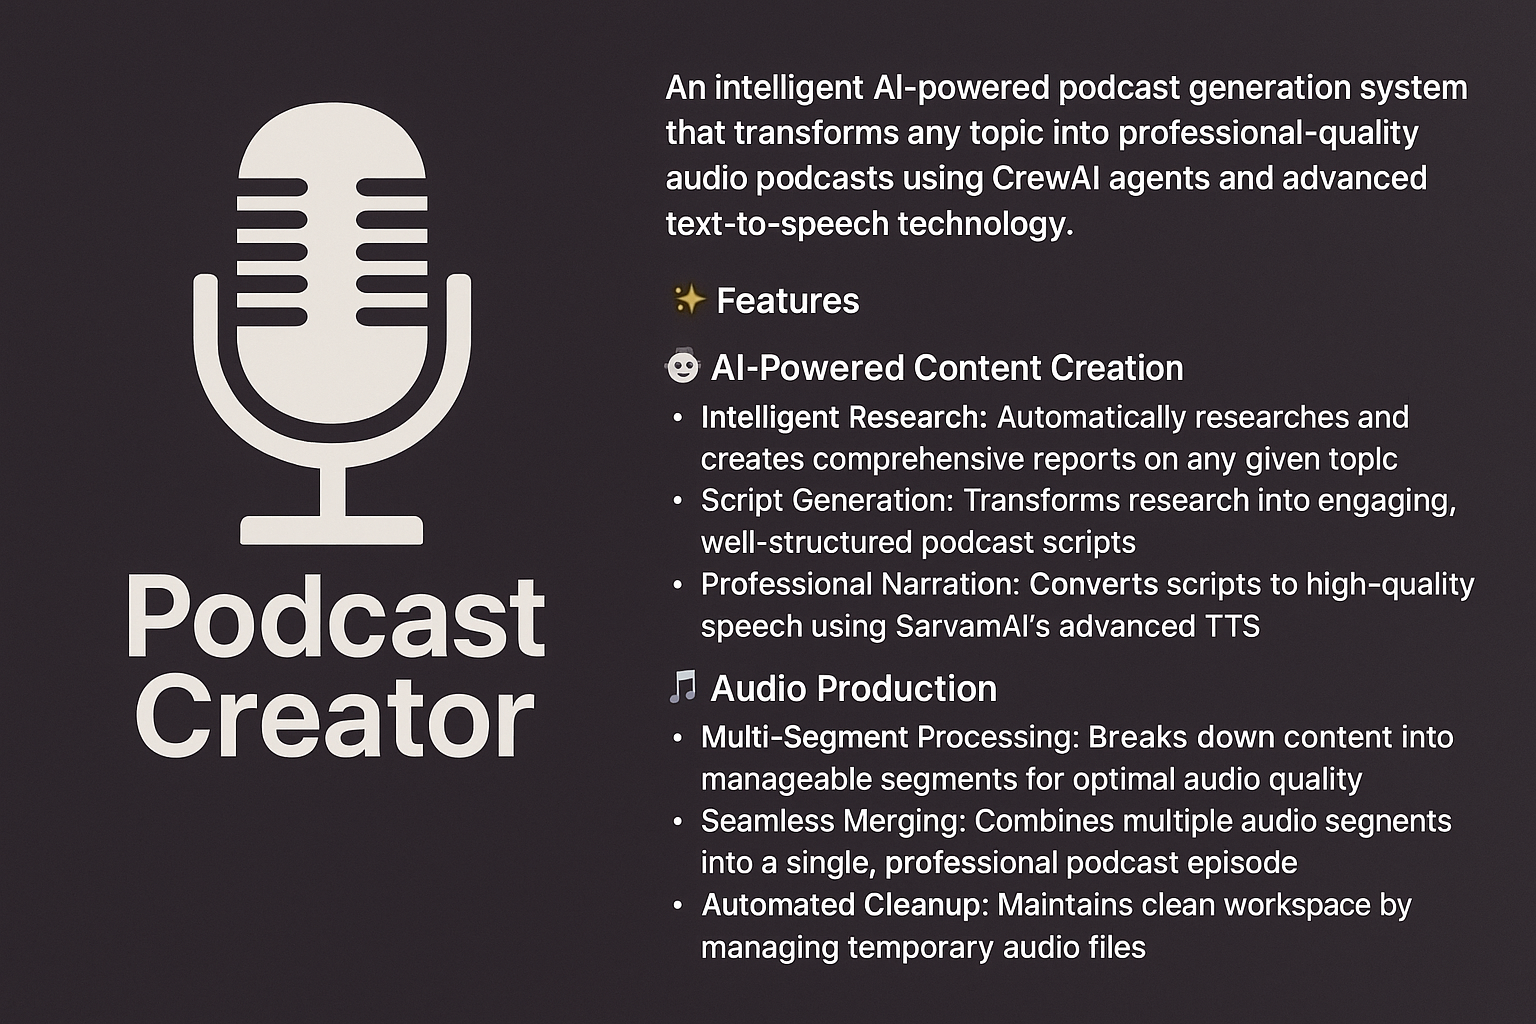 Podcast
Creator
An intelligent AI-powered podcast generation system
that transforms any topic into professional-quality
audio podcasts using CrewAI agents and advanced
text-to-speech technology.
✨ Features
AI-Powered Content Creation
• Intelligent Research: Automatically researches and
creates comprehensive reports on any given toplc
• Script Generation: Transforms research into engaging,
well-structured podcast scripts
• Professional Narration: Converts scripts to high-quality
speech using SarvamAI’s advanced TTS
🎵 Audio Production
• Multi-Segment Processing: Breaks down content into
manageable segments for optimal audio quality
• Seamless Merging: Combines multiple audio segnents
into a single, professional podcast episode
• Automated Cleanup: Maintains clean workspace by
managing temporary audio files